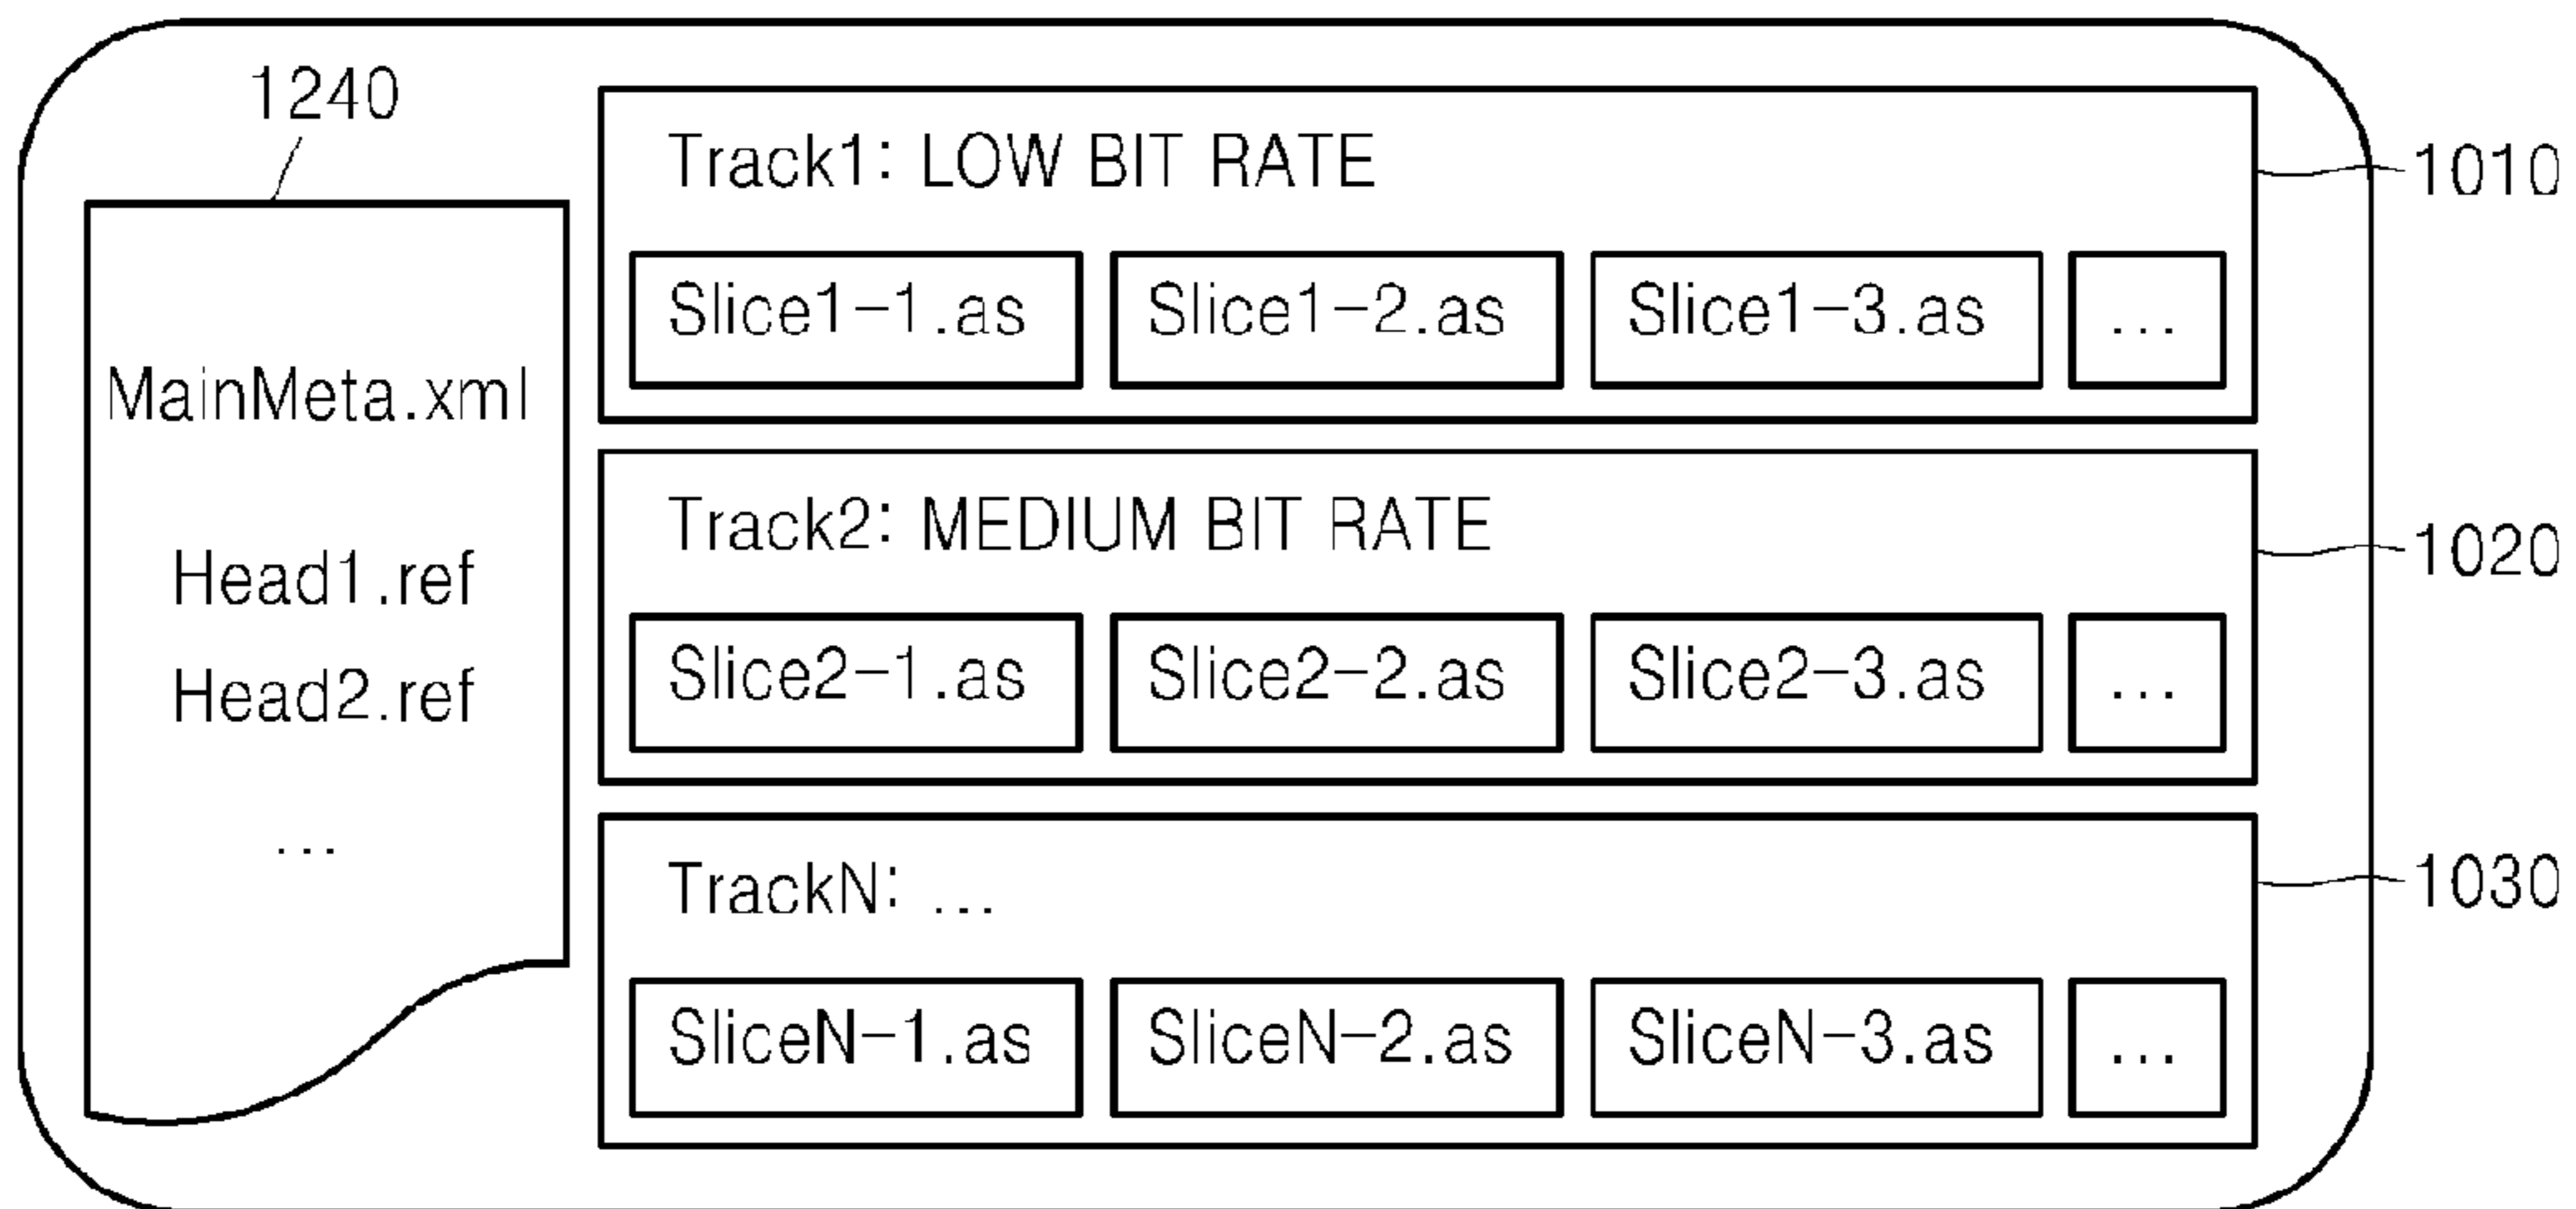 1240
MainMeta.xml
Head1.ref
Head2.ref
...
Track1: LOW BIT RATE
1010
Slice1-1.as
Slice1-2.as
Slice1-3.as
...
Track2: MEDIUM BIT RATE
1020
Slice2-1.as
Slice2-2.as
Slice2-3.as
...
TrackN: ...
1030
SliceN-1.as
SliceN-2.as
SliceN-3.as
...